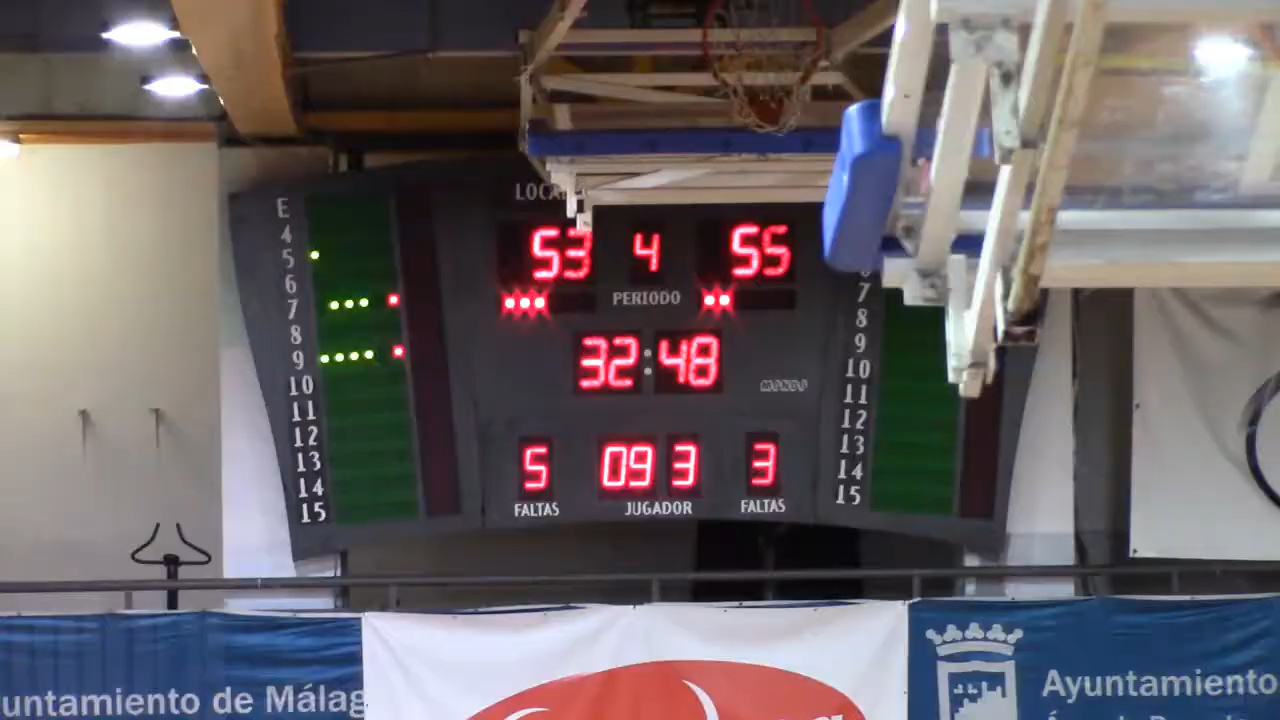 LOCA
E
4
5
6
7
8
9
10
11
12
13
14
15
53 4 55
PERIODO
32:48
MONDO
5 09 3 3
FALTAS JUGADOR FALTAS
7
8
9
10
11
12
13
14
15
untamiento de Málag
Ayuntamiento